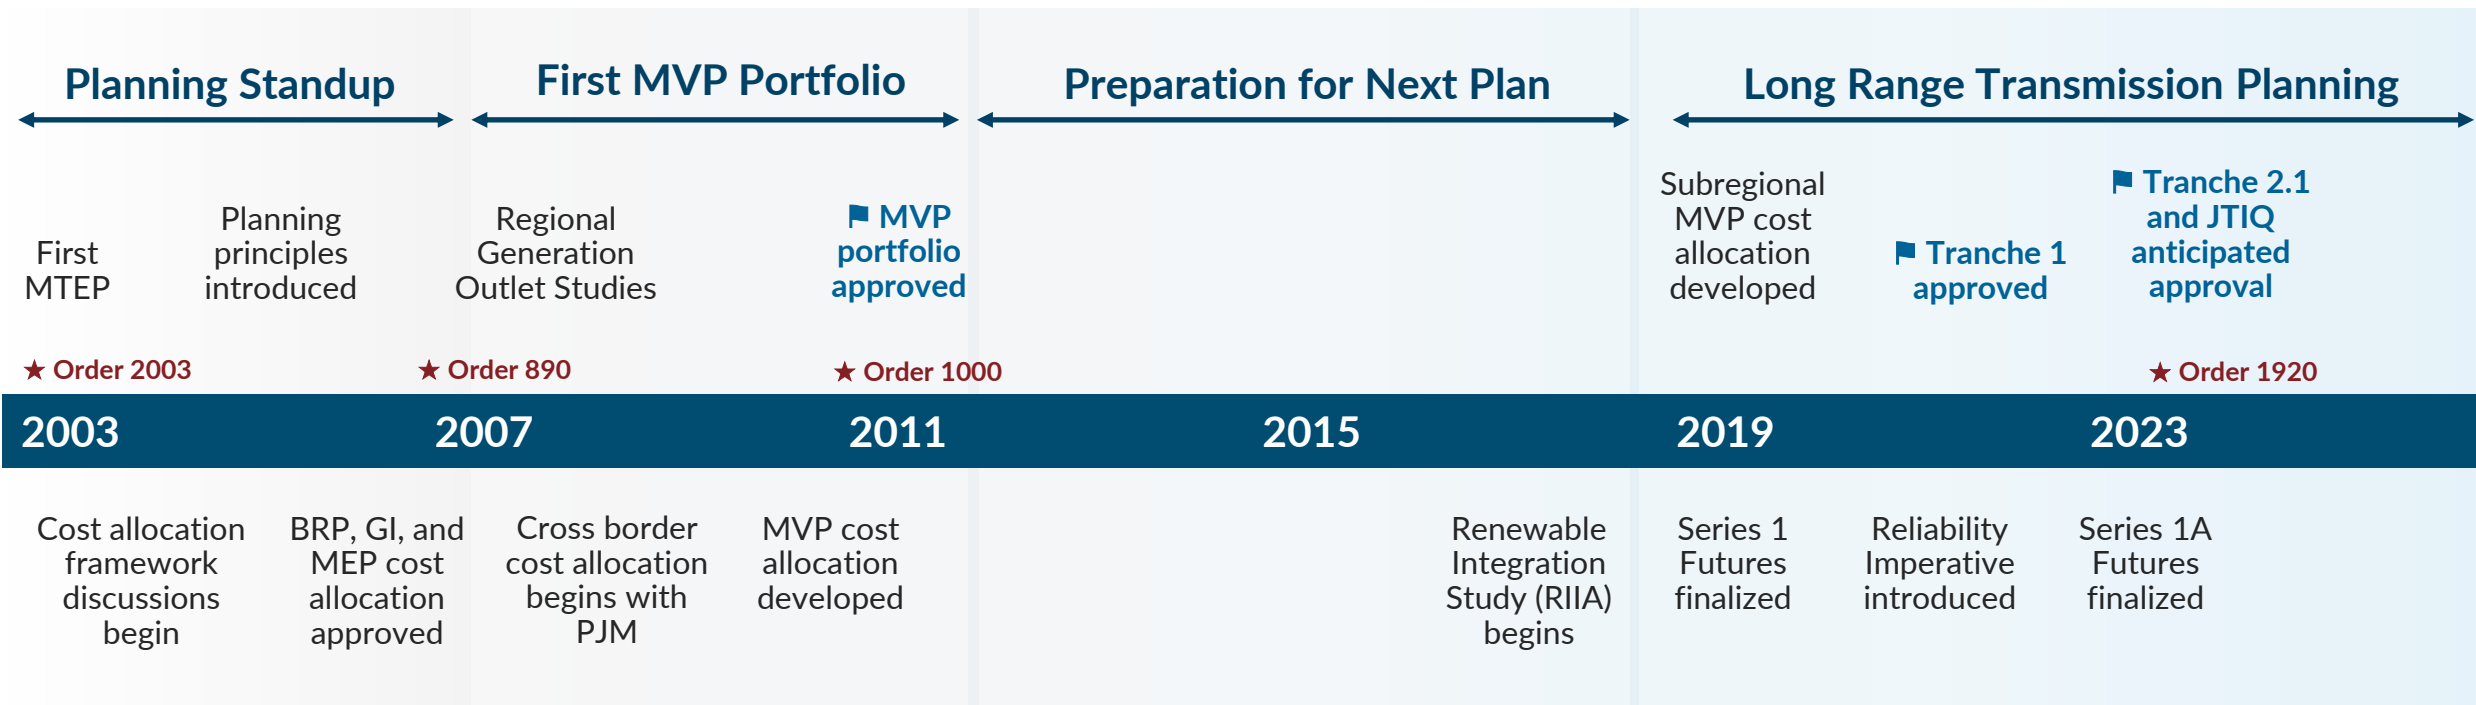 Planning Standup
First MVP Portfolio
Preparation for Next Plan
Long Range Transmission Planning
First
MTEP
Planning
principles
introduced
Regional
Generation
Outlet Studies
MVP
portfolio
approved
Subregional
MVP cost
allocation
developed
Tranche 1
approved
Tranche 2.1
and JTIQ
anticipated
approval
★ Order 2003
★ Order 890
★ Order 1000
★ Order 1920
2003
2007
2011
2015
2019
2023
Cost allocation
framework
discussions
begin
BRP, GI, and
MEP cost
allocation
approved
Cross border
cost allocation
begins with
PJM
MVP cost
allocation
developed
Renewable
Integration
Study (RIIA)
begins
Series 1
Futures
finalized
Reliability
Imperative
introduced
Series 1A
Futures
finalized